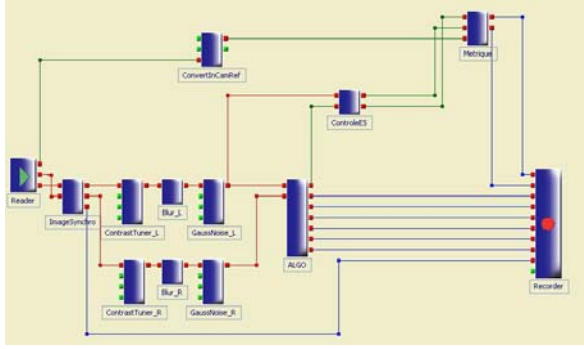 ConvertInCamRef
Metrique
ControleES
Reader
ImageSynchro
ContrastTuner_L
Blur_L
GaussNoise_L
ALGO
Recorder
ContrastTuner_R
Blur_R
GaussNoise_R